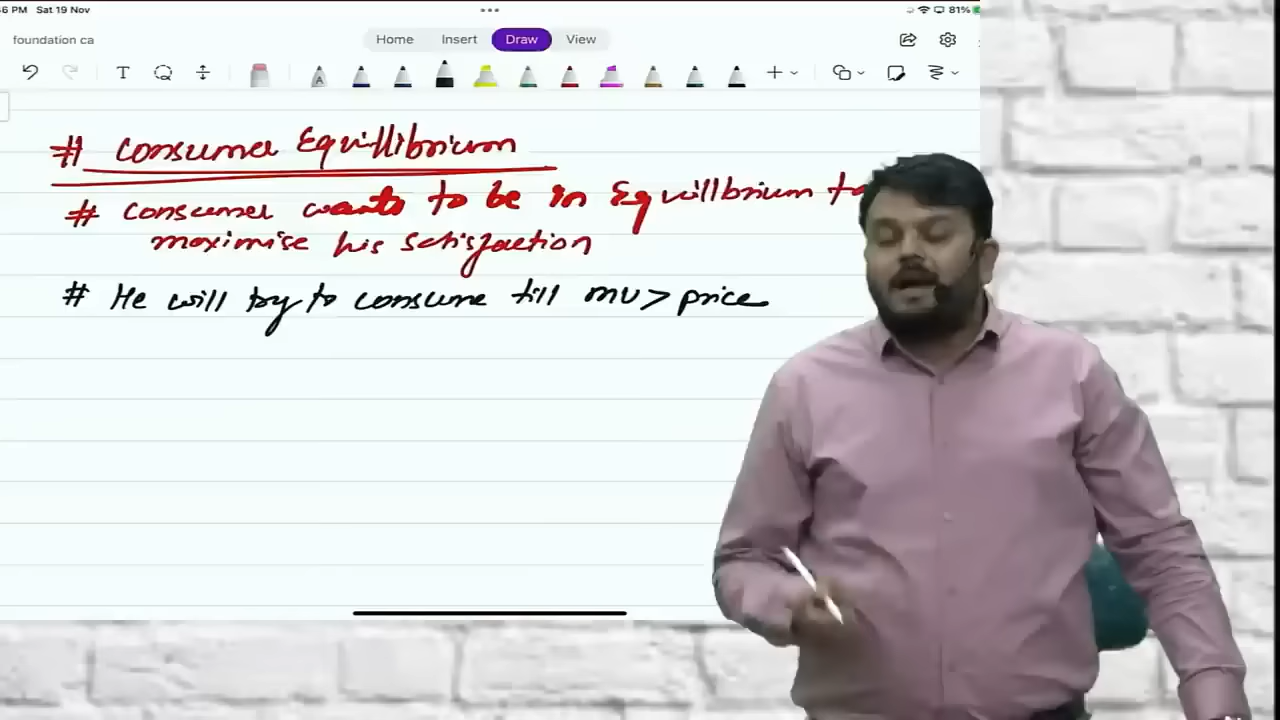 6 PM Sat 19 Nov
81%
foundation ca
Home Insert Draw View
T
A
# Consumer Equillibrium
# consumer wants to be in Equillbrium to
maximise his satisfaction
# He will try to consume till mu > price